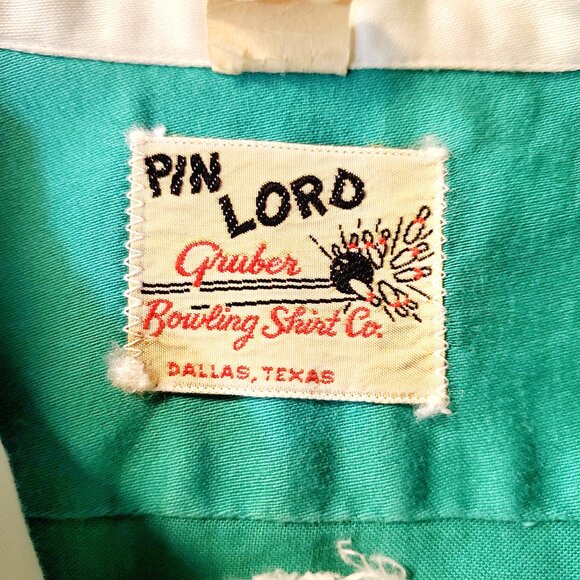 PIN
LORD
Gruber
Bowling Shirt Co.
DALLAS, TEXAS